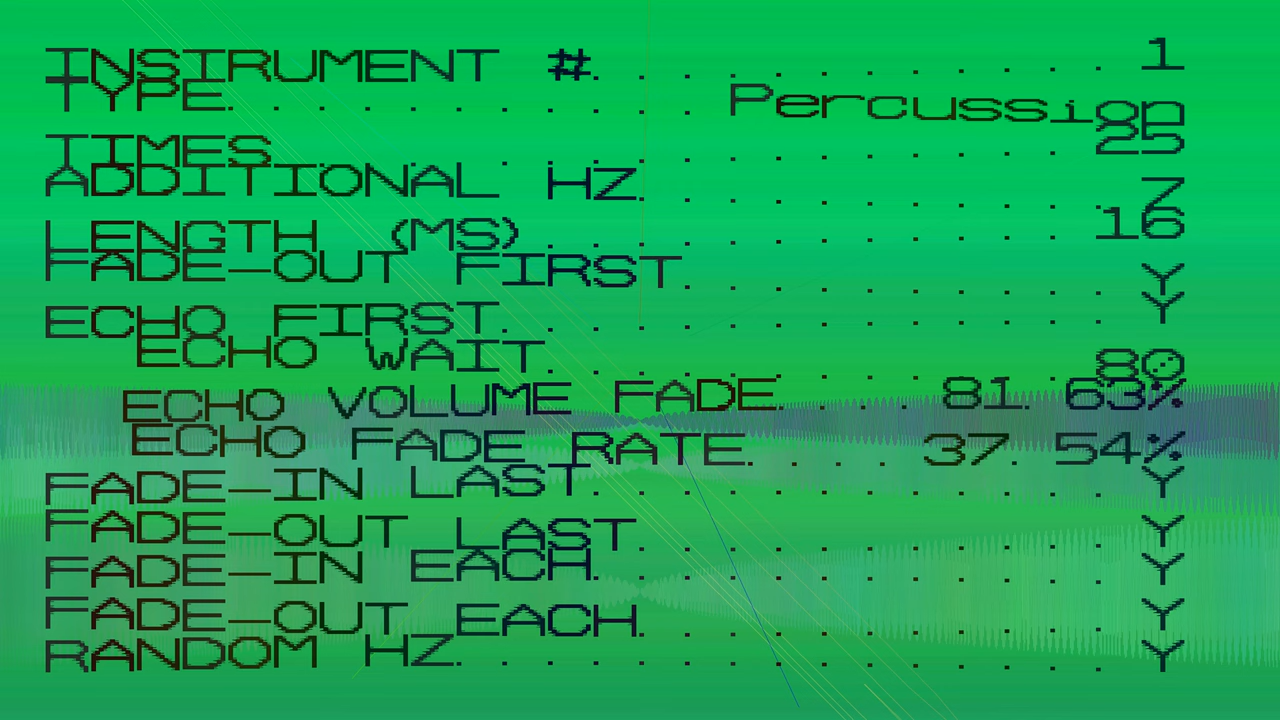 INSTRUMENT #. . . . . . . . . . . . 1
TYPE. . . . . . . . . . . Percussion
TIMES. . . . . . . . . . . . . . . . . . 25
ADDITIONAL HZ. . . . . . . . . . . 7
LENGTH (MS). . . . . . . . . . . . 16
FADE-OUT FIRST. . . . . . . . . . Y
ECHO FIRST. . . . . . . . . . . . . . Y
ECHO WAIT. . . . . . . . . . . . . 80
ECHO VOLUME FADE. . . . 81.63%
ECHO FADE RATE. . . . 37.54%
FADE-IN LAST. . . . . . . . . . . . Y
FADE-OUT LAST. . . . . . . . . . . Y
FADE-IN EACH. . . . . . . . . . . . Y
FADE-OUT EACH. . . . . . . . . . . Y
RANDOM HZ. . . . . . . . . . . . . . . Y